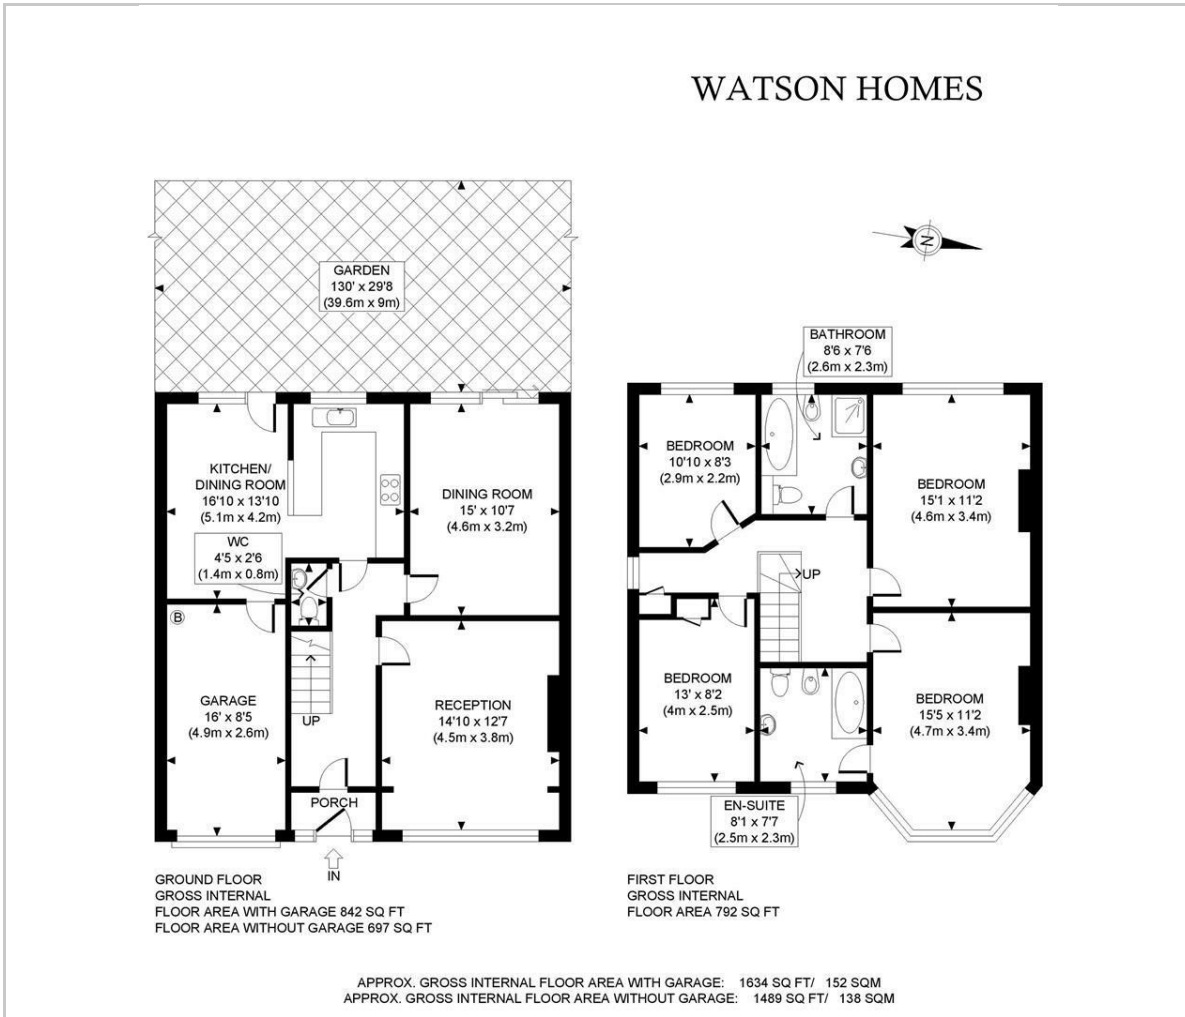 WATSON HOMES
GARDEN
130' x 29'8
(39.6m x 9m)
N
KITCHEN/
DINING ROOM
16'10 x 13'10
(5.1m x 4.2m)
DINING ROOM
15' x 10'7
(4.6m x 3.2m)
WC
4'5 x 2'6
(1.4m x 0.8m)
B
GARAGE
16' x 8'5
(4.9m x 2.6m)
UP
RECEPTION
14'10 x 12'7
(4.5m x 3.8m)
PORCH
IN
GROUND FLOOR
GROSS INTERNAL
FLOOR AREA WITH GARAGE 842 SQ FT
FLOOR AREA WITHOUT GARAGE 697 SQ FT
BATHROOM
8'6 x 7'6
(2.6m x 2.3m)
BEDROOM
10'10 x 8'3
(2.9m x 2.2m)
BEDROOM
15'1 x 11'2
(4.6m x 3.4m)
UP
BEDROOM
13' x 8'2
(4m x 2.5m)
BEDROOM
15'5 x 11'2
(4.7m x 3.4m)
EN-SUITE
8'1 x 7'7
(2.5m x 2.3m)
FIRST FLOOR
GROSS INTERNAL
FLOOR AREA 792 SQ FT
APPROX. GROSS INTERNAL FLOOR AREA WITH GARAGE: 1634 SQ FT/ 152 SQM
APPROX. GROSS INTERNAL FLOOR AREA WITHOUT GARAGE: 1489 SQ FT/ 138 SQM